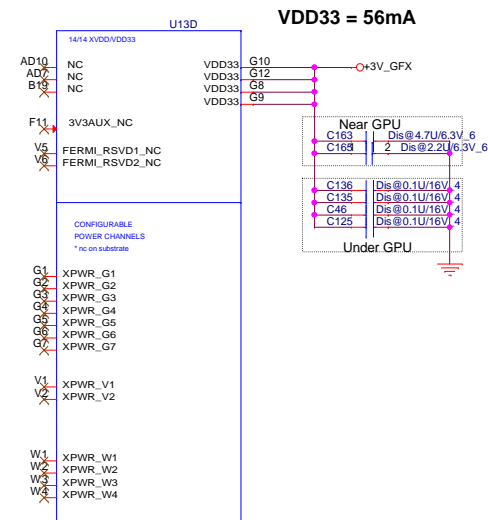 VDD33 = 56mA
U13D
14/14 XVDD/VDD33
AD10 NC VDD33 G10 +3V_GFX
AD7 NC VDD33 G12
B19 NC VDD33 G8
VDD33 G9
F11 3V3AUX_NC
Near GPU
C163 Dis@4.7U/6.3V_6
C165 1 2 Dis@2.2U/6.3V_6
V5 FERMI_RSVD1_NC
V6 FERMI_RSVD2_NC
C136 Dis@0.1U/16V_4
C135 Dis@0.1U/16V_4
C46 Dis@0.1U/16V_4
C125 Dis@0.1U/16V_4
Under GPU
CONFIGURABLE
POWER CHANNELS
* nc on substrate
G1 XPWR_G1
G2 XPWR_G2
G3 XPWR_G3
G4 XPWR_G4
G5 XPWR_G5
G6 XPWR_G6
G7 XPWR_G7
V1 XPWR_V1
V2 XPWR_V2
W1 XPWR_W1
W2 XPWR_W2
W3 XPWR_W3
W4 XPWR_W4